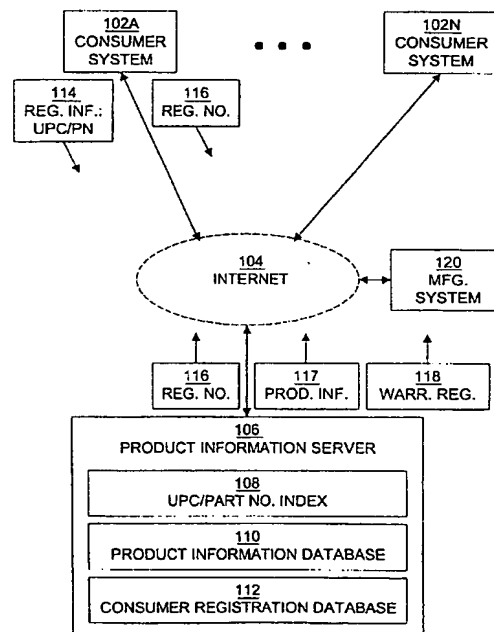 102A
CONSUMER
SYSTEM
102N
CONSUMER
SYSTEM
114
REG. INF.:
UPC/PN
116
REG. NO.
104
INTERNET
120
MFG.
SYSTEM
116
REG. NO.
117
PROD. INF.
118
WARR. REG.
106
PRODUCT INFORMATION SERVER
108
UPC/PART NO. INDEX
110
PRODUCT INFORMATION DATABASE
112
CONSUMER REGISTRATION DATABASE